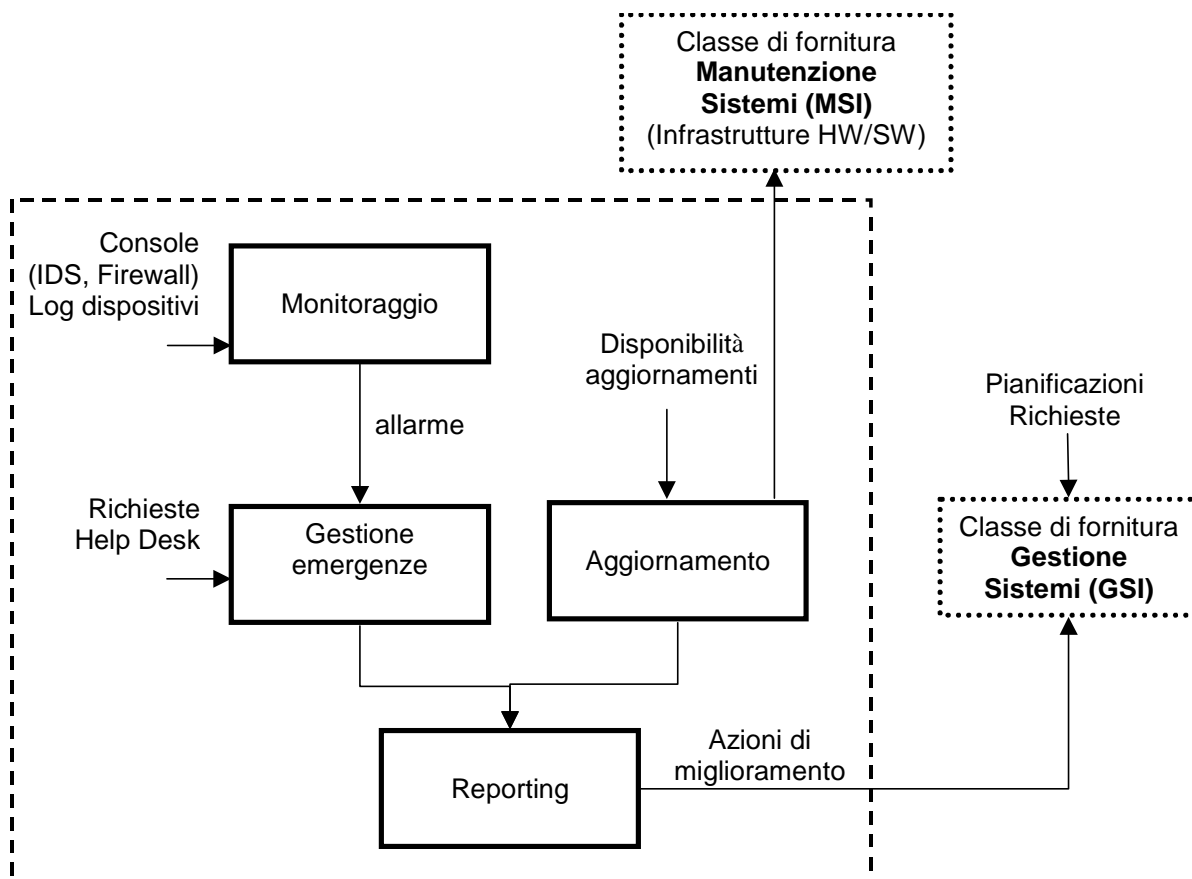 Classe di fornitura
Manutenzione
Sistemi (MSI)
(Infrastrutture HW/SW)
Console
(IDS, Firewall)
Log dispositivi
Monitoraggio
Disponibilità
aggiornamenti
Pianificazioni
Richieste
allarme
Richieste
Help Desk
Gestione
emergenze
Aggiornamento
Classe di fornitura
Gestione
Sistemi (GSI)
Reporting
Azioni di
miglioramento